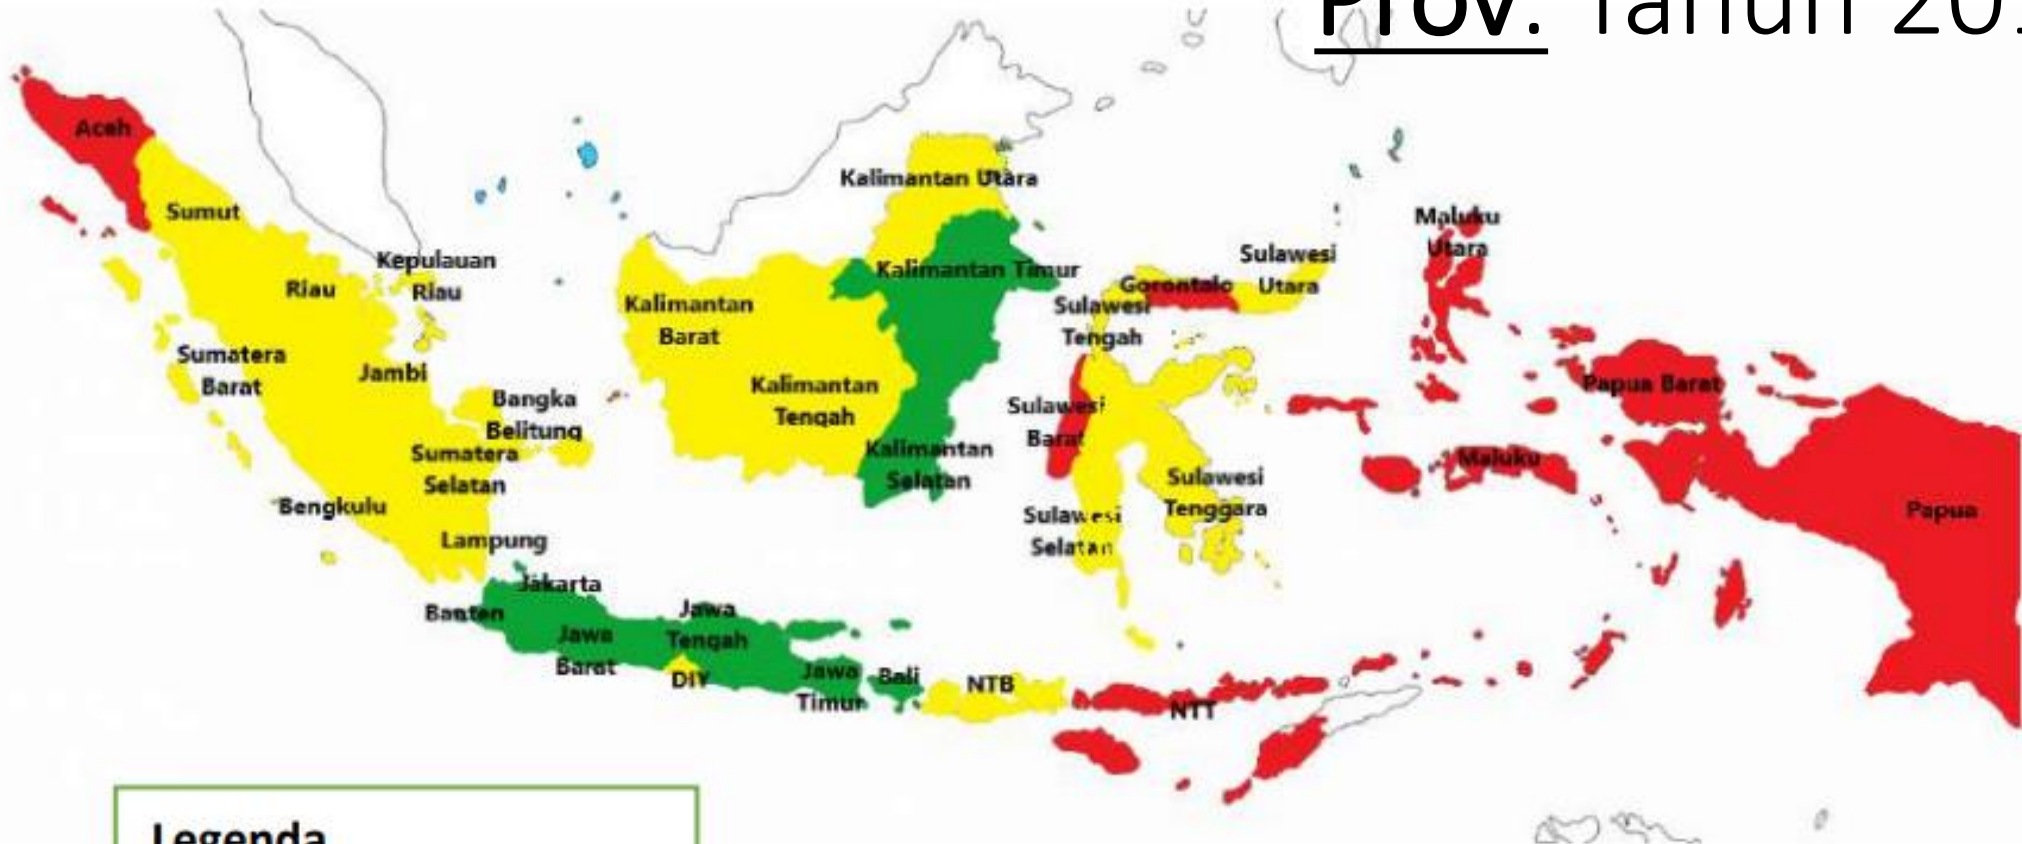 Prov. Tahun 201
Aceh
Sumut
Kepulauan
Riau
Riau
Sumatera
Barat
Jambi
Bangka
Belitung
Sumatera
Selatan
Bengkulu
Lampung
Kalimantan Utara
Kalimantan Timur
Kalimantan
Barat
Kalimantan
Tengah
Kalimantan
Selatan
Sulawesi
Utara
Gorontalo
Sulawesi
Tengah
Sulawesi
Barat
Sulawesi
Tenggara
Sulawesi
Selatan
Maluku
Utara
Papua Barat
Maluku
Papua
Jakarta
Banten
Jawa
Barat
Jawa
Tengah
DIY
Jawa
Timur
Bali
NTB
NTT
Legenda